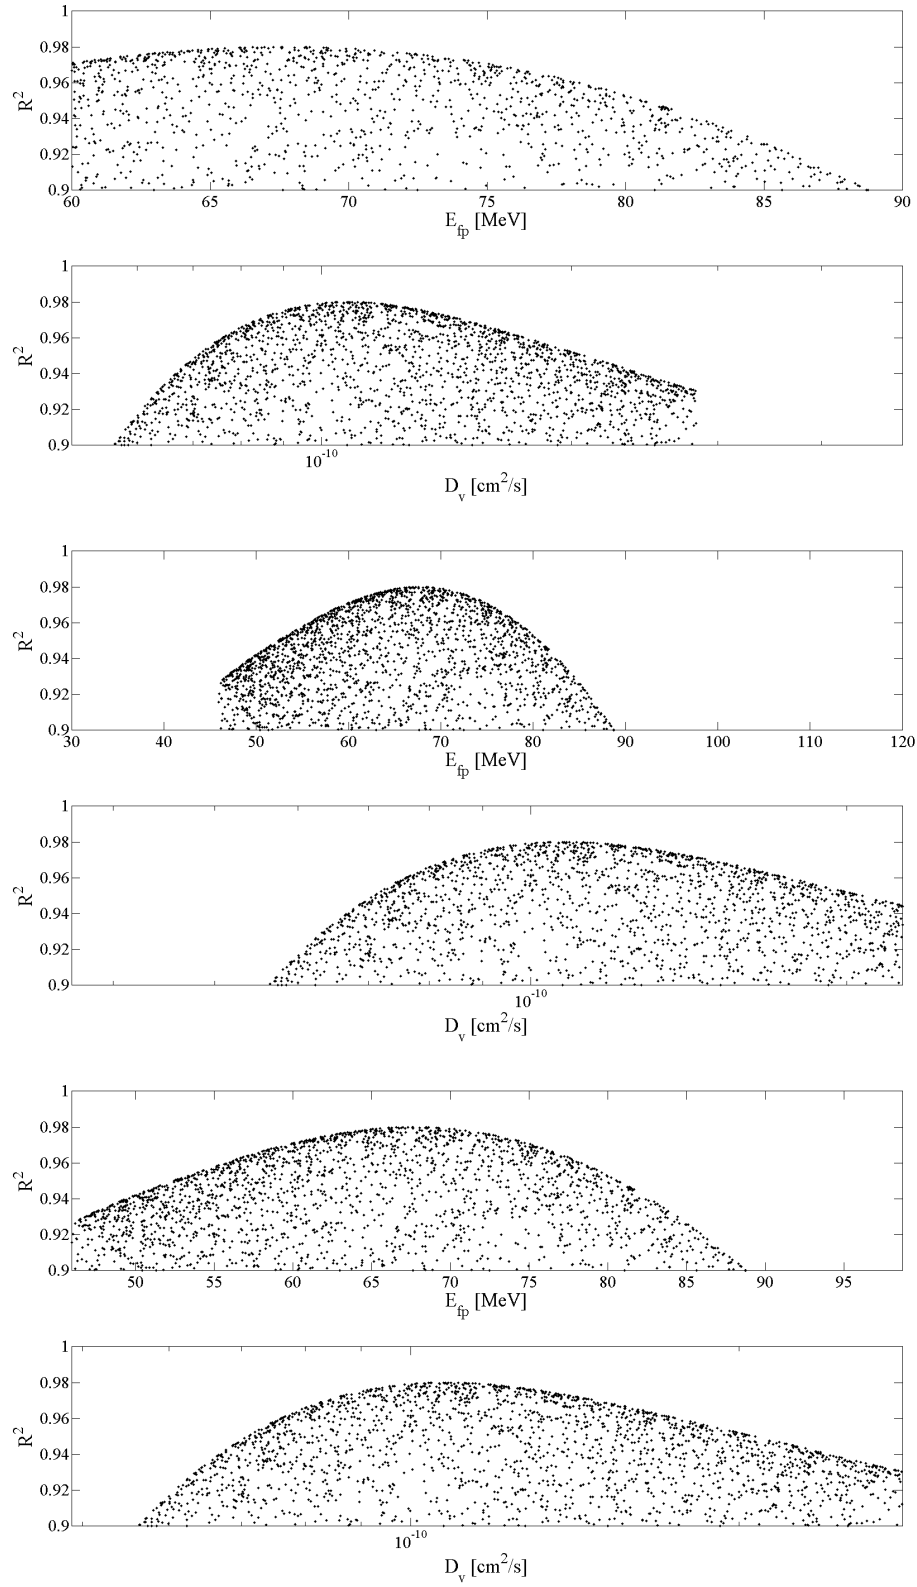 1
0.98
0.96
0.94
0.92
0.9
R²
60 65 70 75 80 85 90
E_fp [MeV]
1
0.98
0.96
0.94
0.92
0.9
R²
10⁻¹⁰
D_v [cm²/s]
1
0.98
0.96
0.94
0.92
0.9
R²
30 40 50 60 70 80 90 100 110 120
E_fp [MeV]
1
0.98
0.96
0.94
0.92
0.9
R²
10⁻¹⁰
D_v [cm²/s]
1
0.98
0.96
0.94
0.92
0.9
R²
50 55 60 65 70 75 80 85 90 95
E_fp [MeV]
1
0.98
0.96
0.94
0.92
0.9
R²
10⁻¹⁰
D_v [cm²/s]